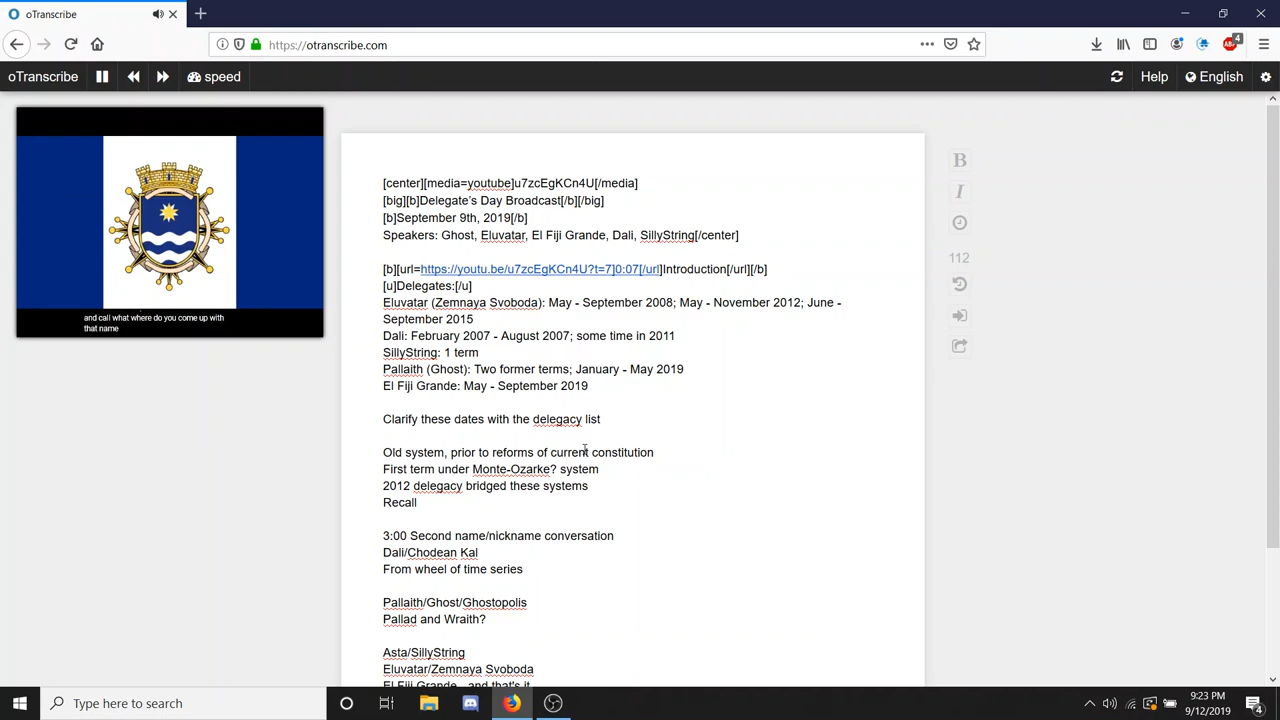 oTranscribe
https://otranscribe.com
4
oTranscribe
speed
Help
English
and call what where do you come up with
that name
[center][media=youtube]u7zcEgKCn4U[/media]
[big][b]Delegate's Day Broadcast[/b][/big]
[b]September 9th, 2019[/b]
Speakers: Ghost, Eluvatar, El Fiji Grande, Dali, SillyString[/center]
[b][url=https://youtu.be/u7zcEgKCn4U?t=7]0:07[/url]Introduction[/url][/b]
[u]Delegates:[/u]
Eluvatar (Zemnaya Svoboda): May - September 2008; May - November 2012; June -
September 2015
Dali: February 2007 - August 2007; some time in 2011
SillyString: 1 term
Pallaith (Ghost): Two former terms; January - May 2019
El Fiji Grande: May - September 2019
Clarify these dates with the delegacy list
Old system, prior to reforms of current constitution
First term under Monte-Ozarke? system
2012 delegacy bridged these systems
Recall
3:00 Second name/nickname conversation
Dali/Chodean Kal
From wheel of time series
Pallaith/Ghost/Ghostopolis
Pallad and Wraith?
Asta/SillyString
Eluvatar/Zemnaya Svoboda
El Fiji Grande - and that's it
B
I
112
Type here to search
9:23 PM
9/12/2019
4